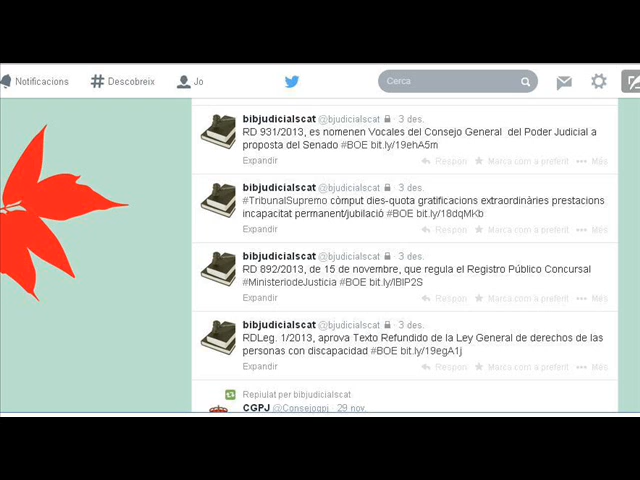 Notificacions # Descobreix Jo Cerca
bibjudicialscat @bjudicialscat · 3 des.
RD 931/2013, es nomenen Vocales del Consejo General del Poder Judicial a
proposta del Senado #BOE bit.ly/19ehA5m
Expandir Respon Marca com a preferit ••• Més
bibjudicialscat @bjudicialscat · 3 des.
#TribunalSupremo còmput dies-quota gratificacions extraordinàries prestacions
incapacitat permanent/jubilació #BOE bit.ly/18dqMKb
Expandir Respon Marca com a preferit ••• Més
bibjudicialscat @bjudicialscat · 3 des.
RD 892/2013, de 15 de novembre, que regula el Registro Público Concursal
#MinisteriodeJusticia #BOE bit.ly/IBIP2S
Expandir Respon Marca com a preferit ••• Més
bibjudicialscat @bjudicialscat · 3 des.
RDLeg. 1/2013, aprova Texto Refundido de la Ley General de derechos de las
personas con discapacidad #BOE bit.ly/19egA1j
Expandir Respon Marca com a preferit ••• Més
Repiulat per bibjudicialscat
CGPJ @Consejogpj · 29 nov.